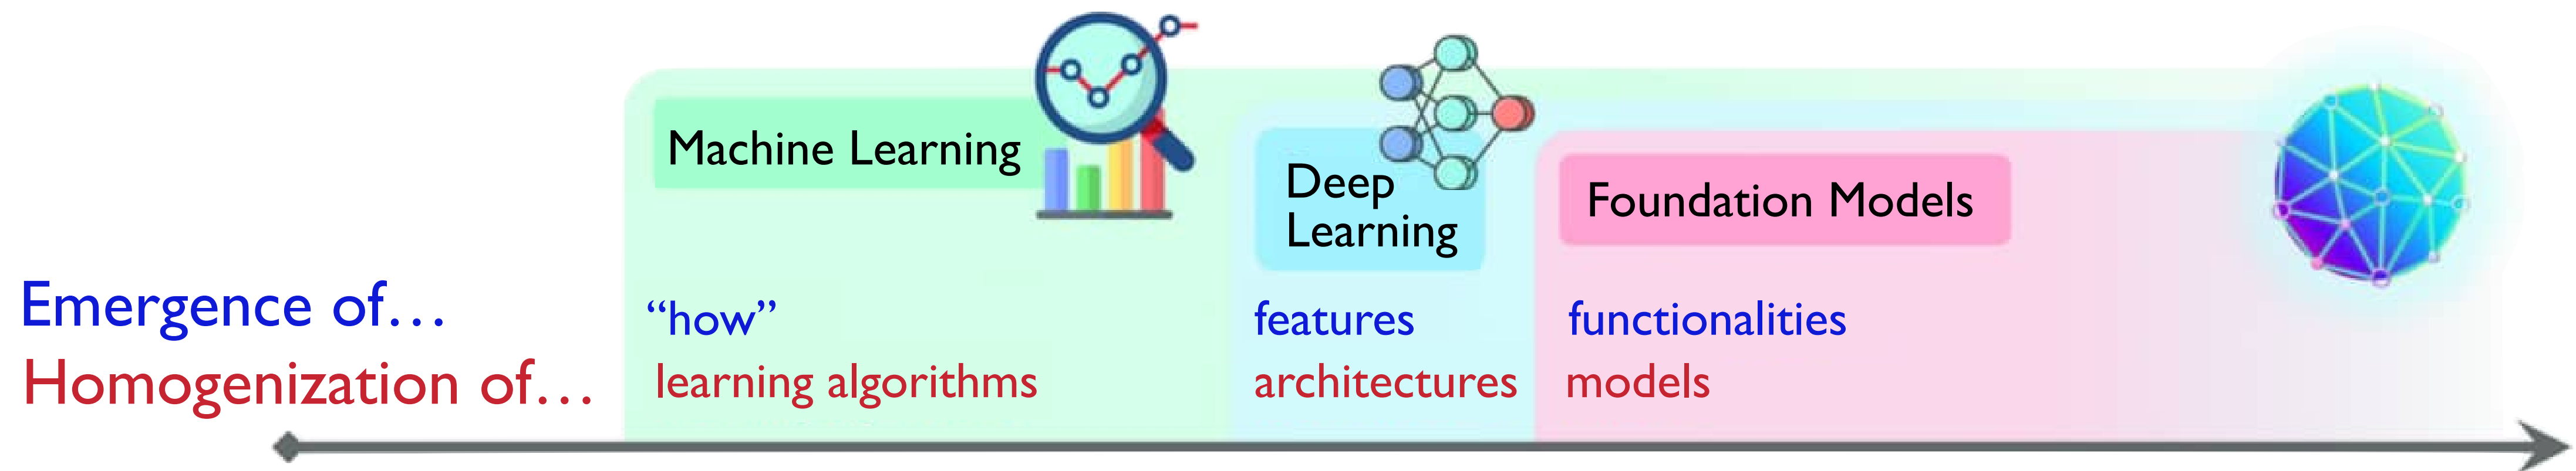 Machine Learning
Deep
Learning
Foundation Models
Emergence of…
“how”
features
functionalities
Homogenization of…
learning algorithms
architectures
models